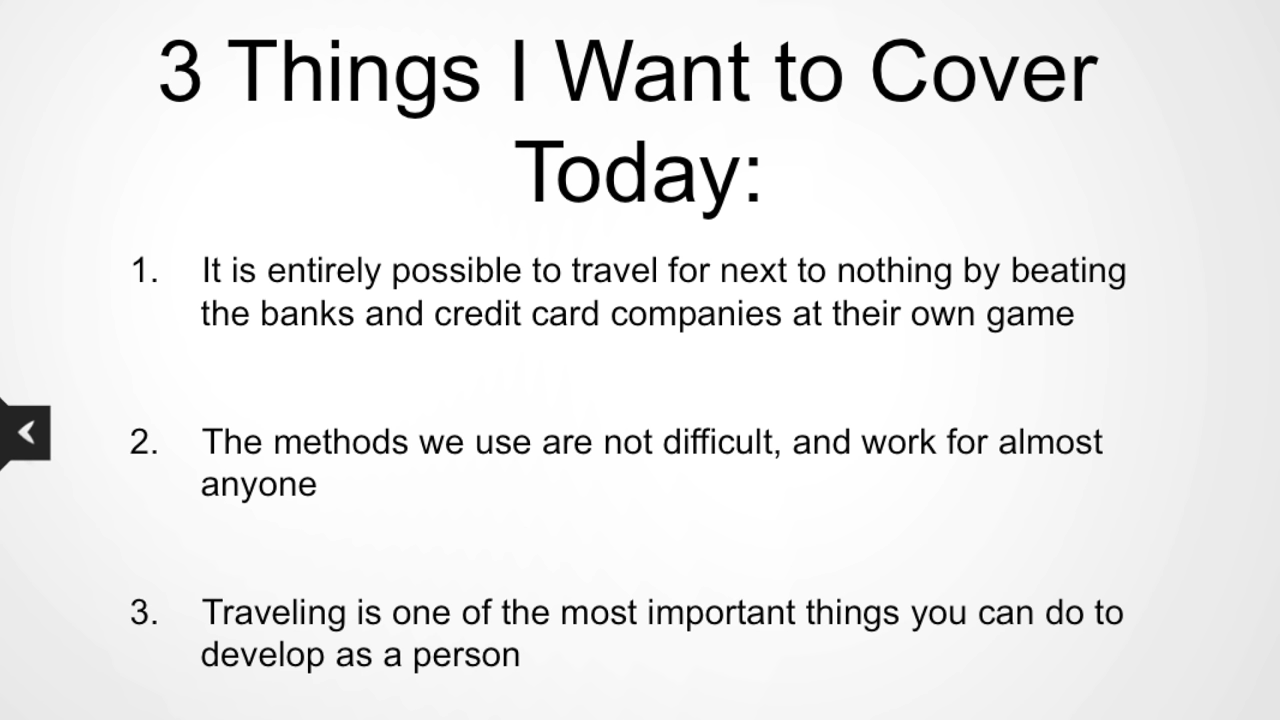 3 Things I Want to Cover
Today:
1. It is entirely possible to travel for next to nothing by beating
the banks and credit card companies at their own game
2. The methods we use are not difficult, and work for almost
anyone
3. Traveling is one of the most important things you can do to
develop as a person